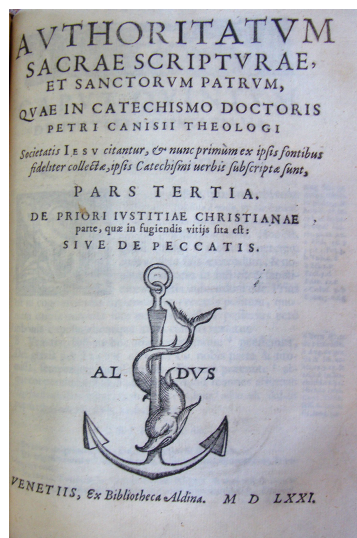 AVTHORITATVM
SACRAE SCRIPTVRAE,
ET SANCTORVM PATRVM,
QVAE IN CATECHISMO DOCTORIS
PETRI CANISII THEOLOGI
Societatis IESV citantur, & nunc primùm ex ipsis fontibus
fideliter collectæ, ipsis Catechismi uerbis subscriptæ sunt,
PARS TERTIA.
DE PRIORI IVSTITIAE CHRISTIANAE
parte, quæ in fugiendis vitijs sita est:
SIVE DE PECCATIS.
AL DVS
VENETIIS, Ex Bibliotheca Aldina. M D LXXI.